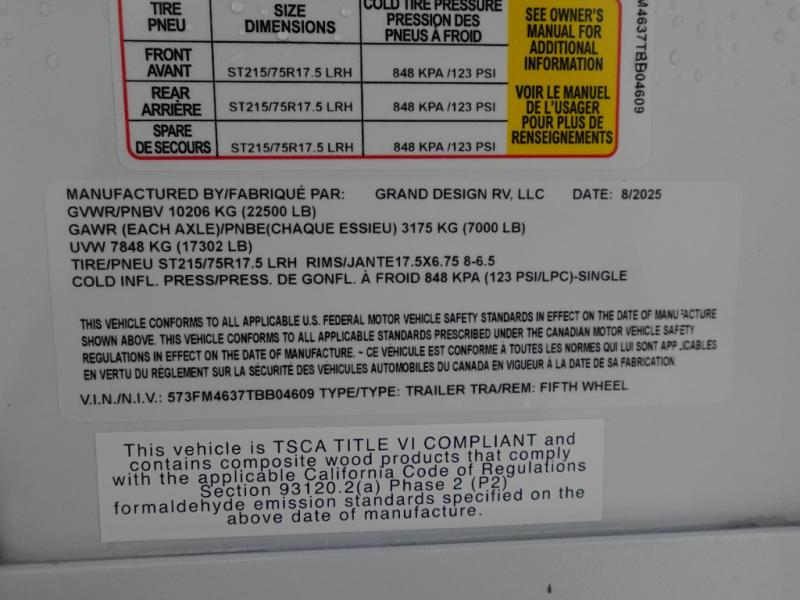 TIRE SIZE COLD TIRE PRESSURE
PNEU DIMENSIONS PRESSION DES
PNEUS À FROID
SEE OWNER'S
MANUAL FOR
ADDITIONAL
INFORMATION
FRONT
AVANT ST215/75R17.5 LRH 848 KPA /123 PSI
REAR
ARRIÈRE ST215/75R17.5 LRH 848 KPA /123 PSI
SPARE
DE SECOURS ST215/75R17.5 LRH 848 KPA /123 PSI
VOIR LE MANUEL
DE L'USAGER
POUR PLUS DE
RENSEIGNEMENTS
M4637TBB04609
MANUFACTURED BY/FABRIQUÉ PAR: GRAND DESIGN RV, LLC DATE: 8/2025
GVWR/PNBV 10206 KG (22500 LB)
GAWR (EACH AXLE)/PNBE(CHAQUE ESSIEU) 3175 KG (7000 LB)
UVW 7848 KG (17302 LB)
TIRE/PNEU ST215/75R17.5 LRH RIMS/JANTE17.5X6.75 8-6.5
COLD INFL. PRESS/PRESS. DE GONFL. À FROID 848 KPA (123 PSI/LPC)-SINGLE
THIS VEHICLE CONFORMS TO ALL APPLICABLE U.S. FEDERAL MOTOR VEHICLE SAFETY STANDARDS IN EFFECT ON THE DATE OF MANUFACTURE
SHOWN ABOVE. THIS VEHICLE CONFORMS TO ALL APPLICABLE STANDARDS PRESCRIBED UNDER THE CANADIAN MOTOR VEHICLE SAFETY
REGULATIONS IN EFFECT ON THE DATE OF MANUFACTURE. ~ CE VÉHICULE EST CONFORME A TOUTES LES NORMES QUI LUI SONT APPLICABLES
EN VERTU DU RÉGLEMENT SUR LA SÉCURITÉ DES VÉHICULES AUTOMOBILES DU CANADA EN VIGUEUR À LA DATE DE SA FABRICATION.
V.I.N./N.I.V.: 573FM4637TBB04609 TYPE/TYPE: TRAILER TRA/REM: FIFTH WHEEL
This vehicle is TSCA TITLE VI COMPLIANT and
contains composite wood products that comply
with the applicable California Code of Regulations
Section 93120.2(a) Phase 2 (P2)
formaldehyde emission standards specified on the
above date of manufacture.